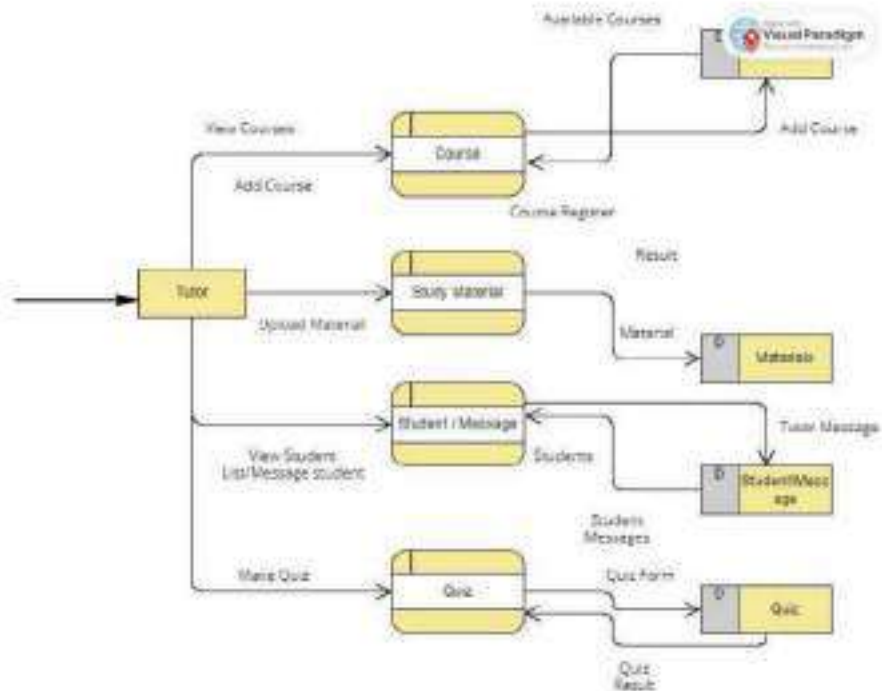 Available Courses
Visual Paradigm
D
View Courses
Course
Add Course
Add Course
Course Register
Result
Tutor
Study Material
Upload Material
Material
D
Materials
Student / Message
Tutor Message
View Student
List/Message student
Students
D
StudentMess
age
Student
Messages
Make Quiz
Quiz Form
Quiz
D
Quiz
Quiz
Result